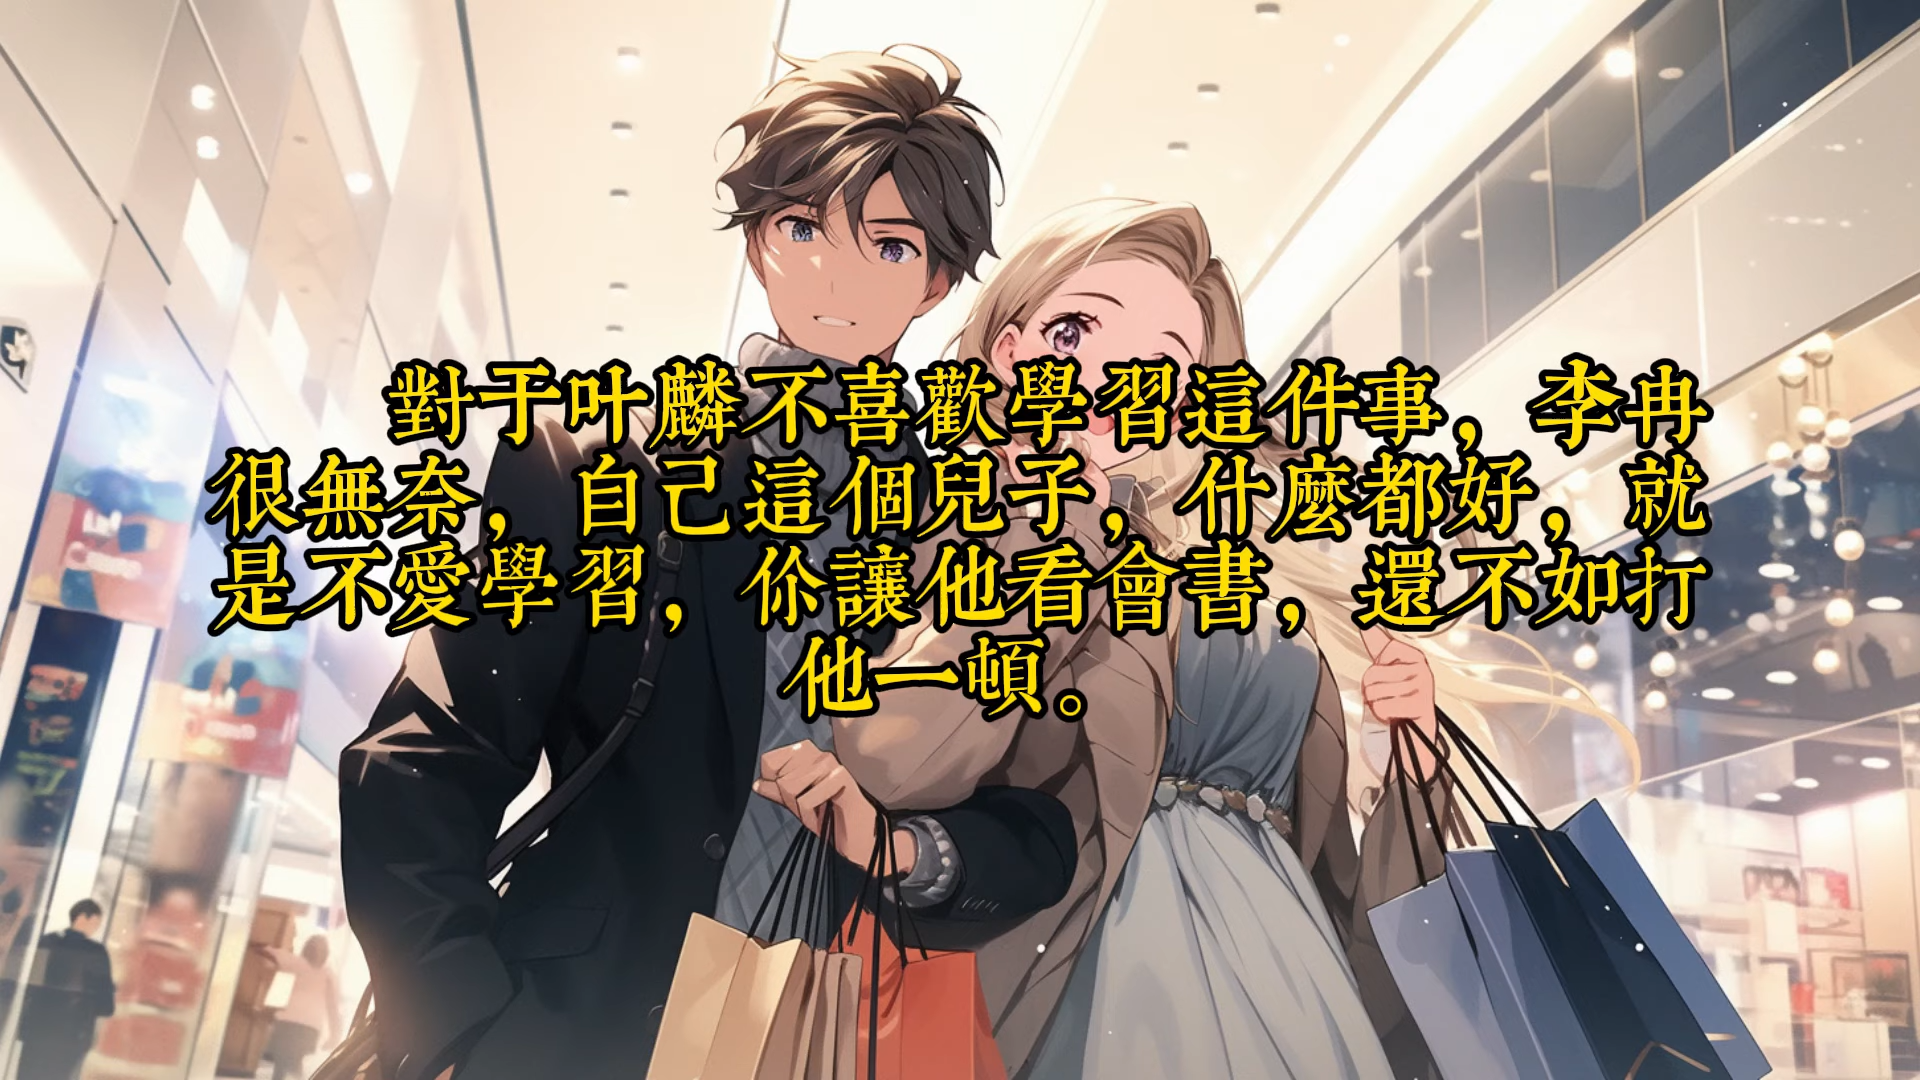 對于叶麟不喜歡學習這件事，李冉
很無奈，自己這個兒子，什麼都好，就
是不愛學習，你讓他看會書，還不如打
他一頓。